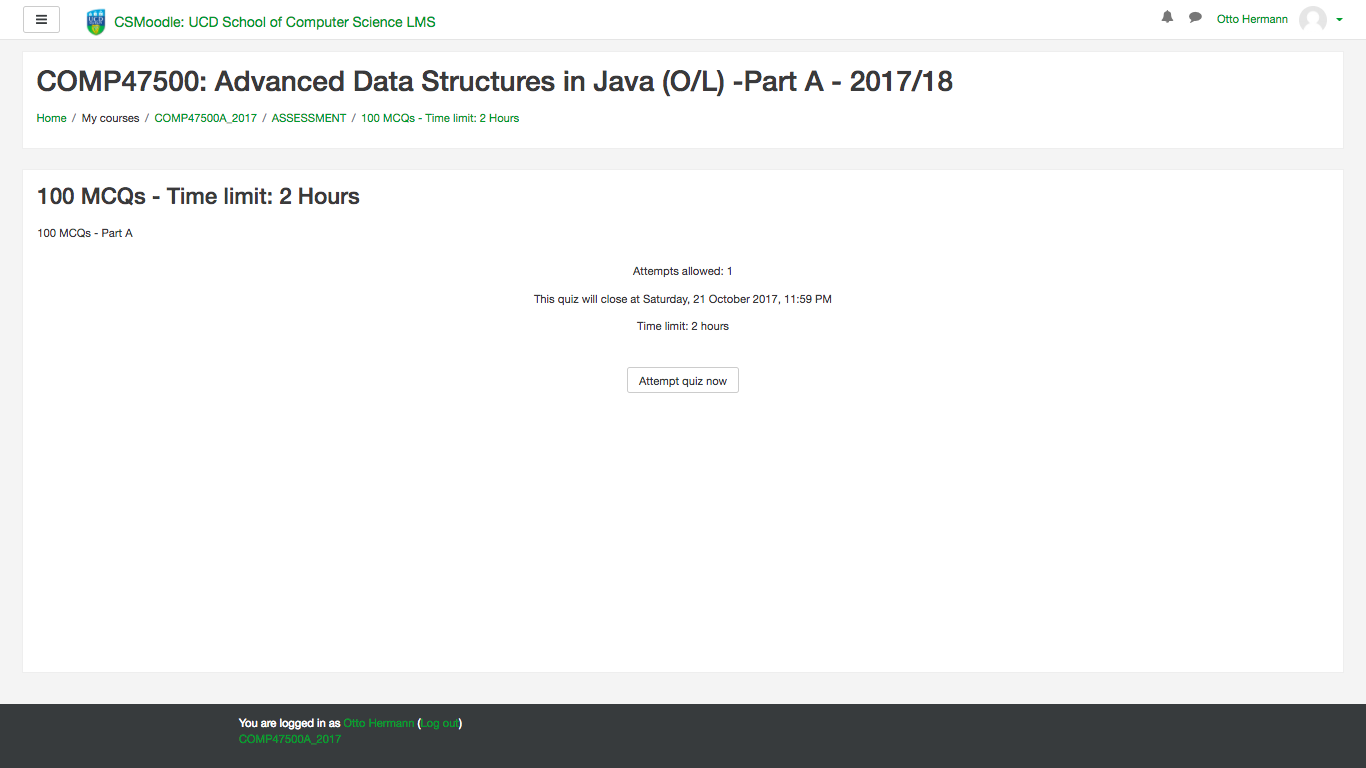 CSMoodle: UCD School of Computer Science LMS
Otto Hermann
COMP47500: Advanced Data Structures in Java (O/L) -Part A - 2017/18
Home / My courses / COMP47500A_2017 / ASSESSMENT / 100 MCQs - Time limit: 2 Hours
100 MCQs - Time limit: 2 Hours
100 MCQs - Part A
Attempts allowed: 1
This quiz will close at Saturday, 21 October 2017, 11:59 PM
Time limit: 2 hours
Attempt quiz now
You are logged in as Otto Hermann (Log out)
COMP47500A_2017